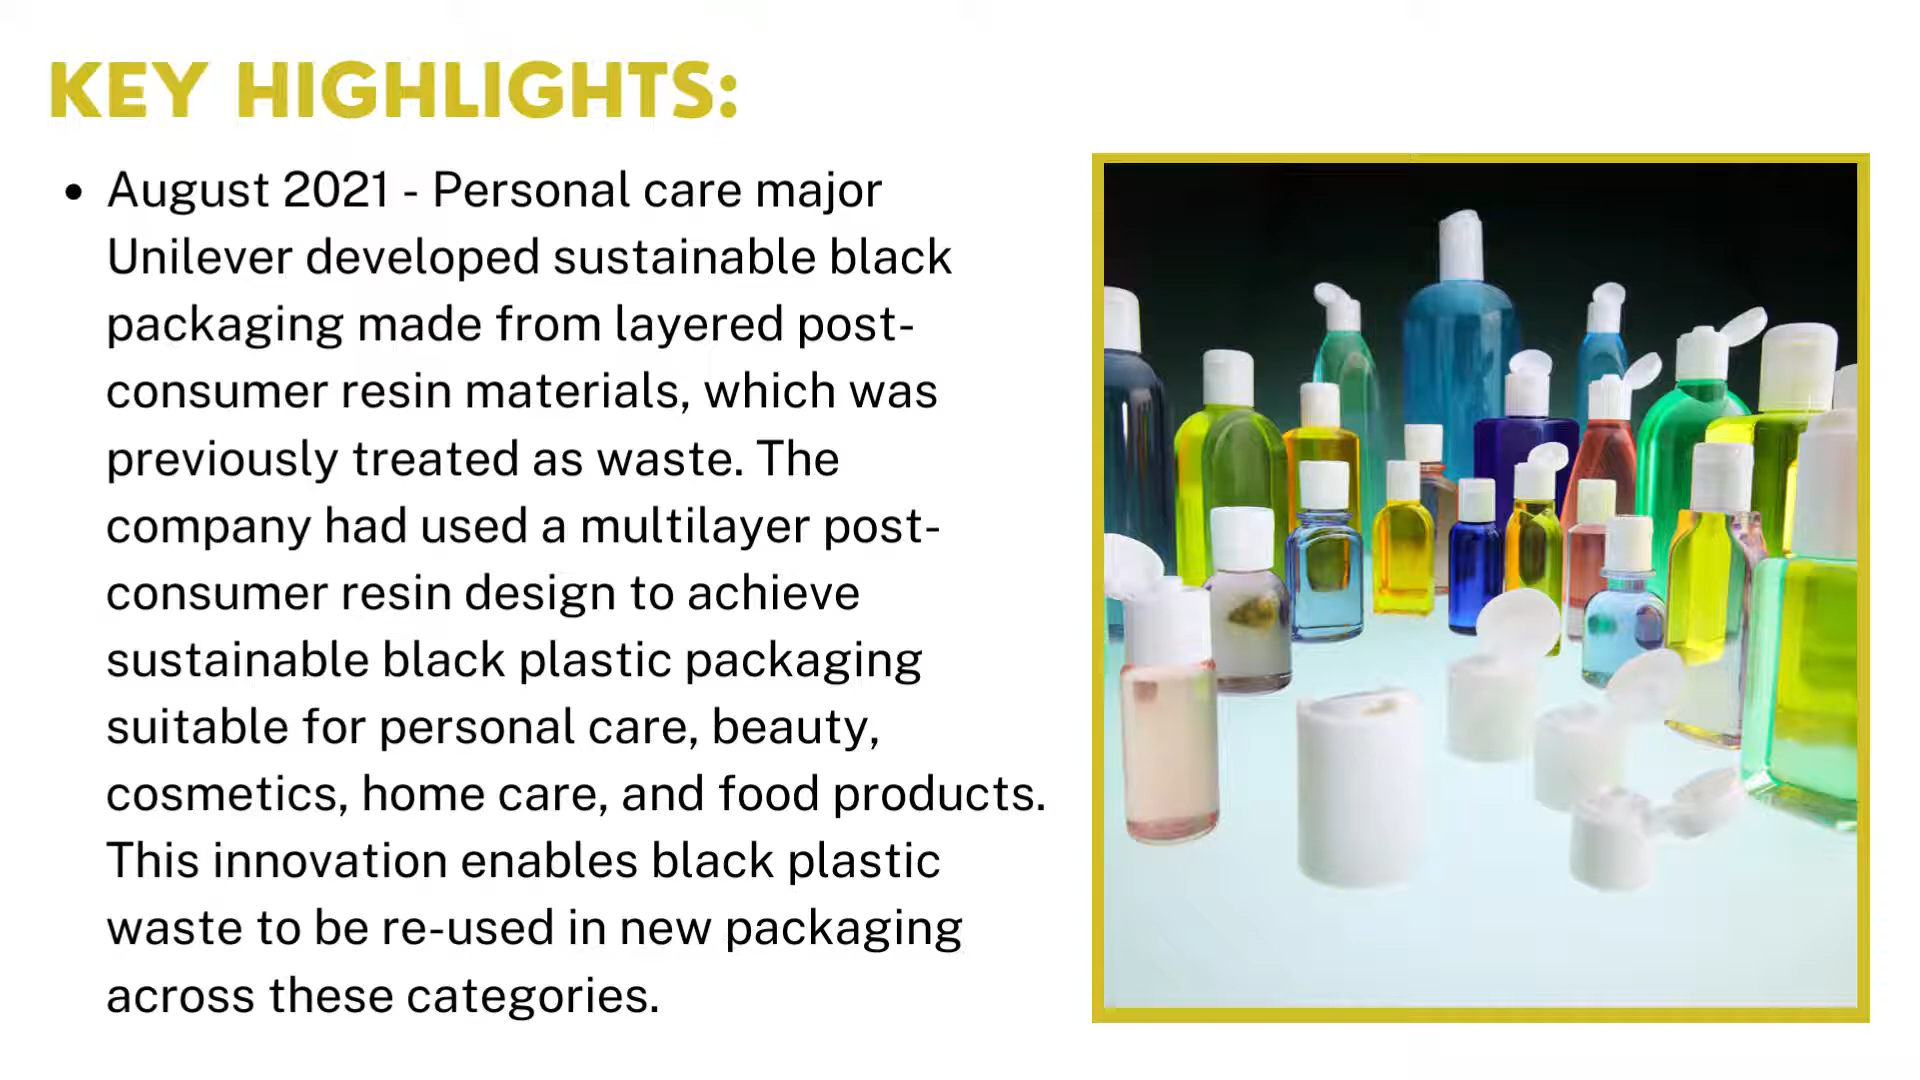 KEY HIGHLIGHTS:
• August 2021 - Personal care major
Unilever developed sustainable black
packaging made from layered post-
consumer resin materials, which was
previously treated as waste. The
company had used a multilayer post-
consumer resin design to achieve
sustainable black plastic packaging
suitable for personal care, beauty,
cosmetics, home care, and food products.
This innovation enables black plastic
waste to be re-used in new packaging
across these categories.